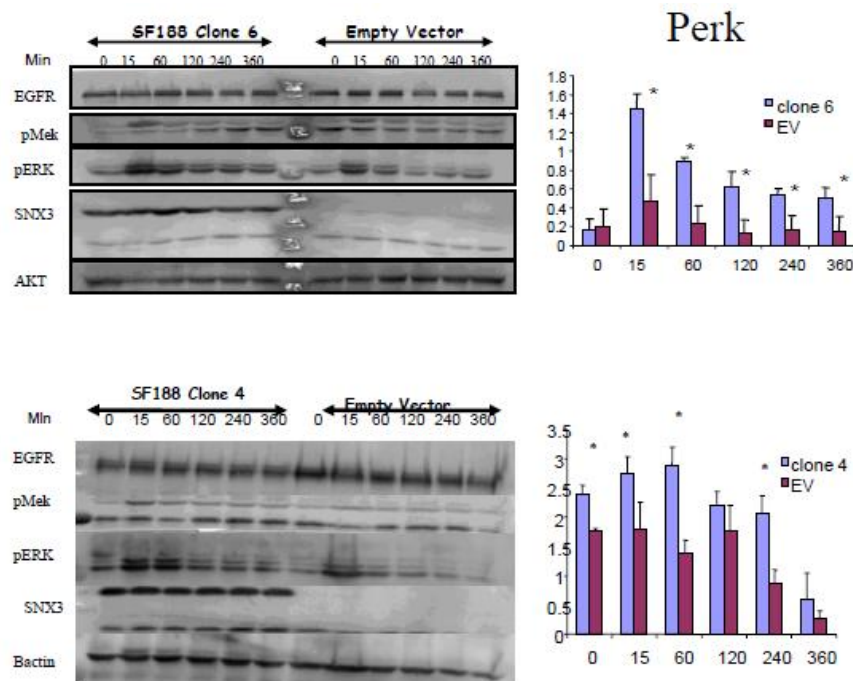 SF188 Clone 6 Empty Vector
Min 0 15 60 120 240 360 0 15 60 120 240 360
EGFR
pMek
pERK
SNX3
AKT
Perk
1.8
1.6
1.4
1.2
1
0.8
0.6
0.4
0.2
0
* * * * *
clone 6
EV
0 15 60 120 240 360
SF188 Clone 4 Empty Vector
MIn 0 15 60 120 240 360 0 15 60 120 240 360
EGFR
pMek
pERK
SNX3
Bactin
3.5
3
2.5
2
1.5
1
0.5
0
* * * *
clone 4
EV
0 15 60 120 240 360